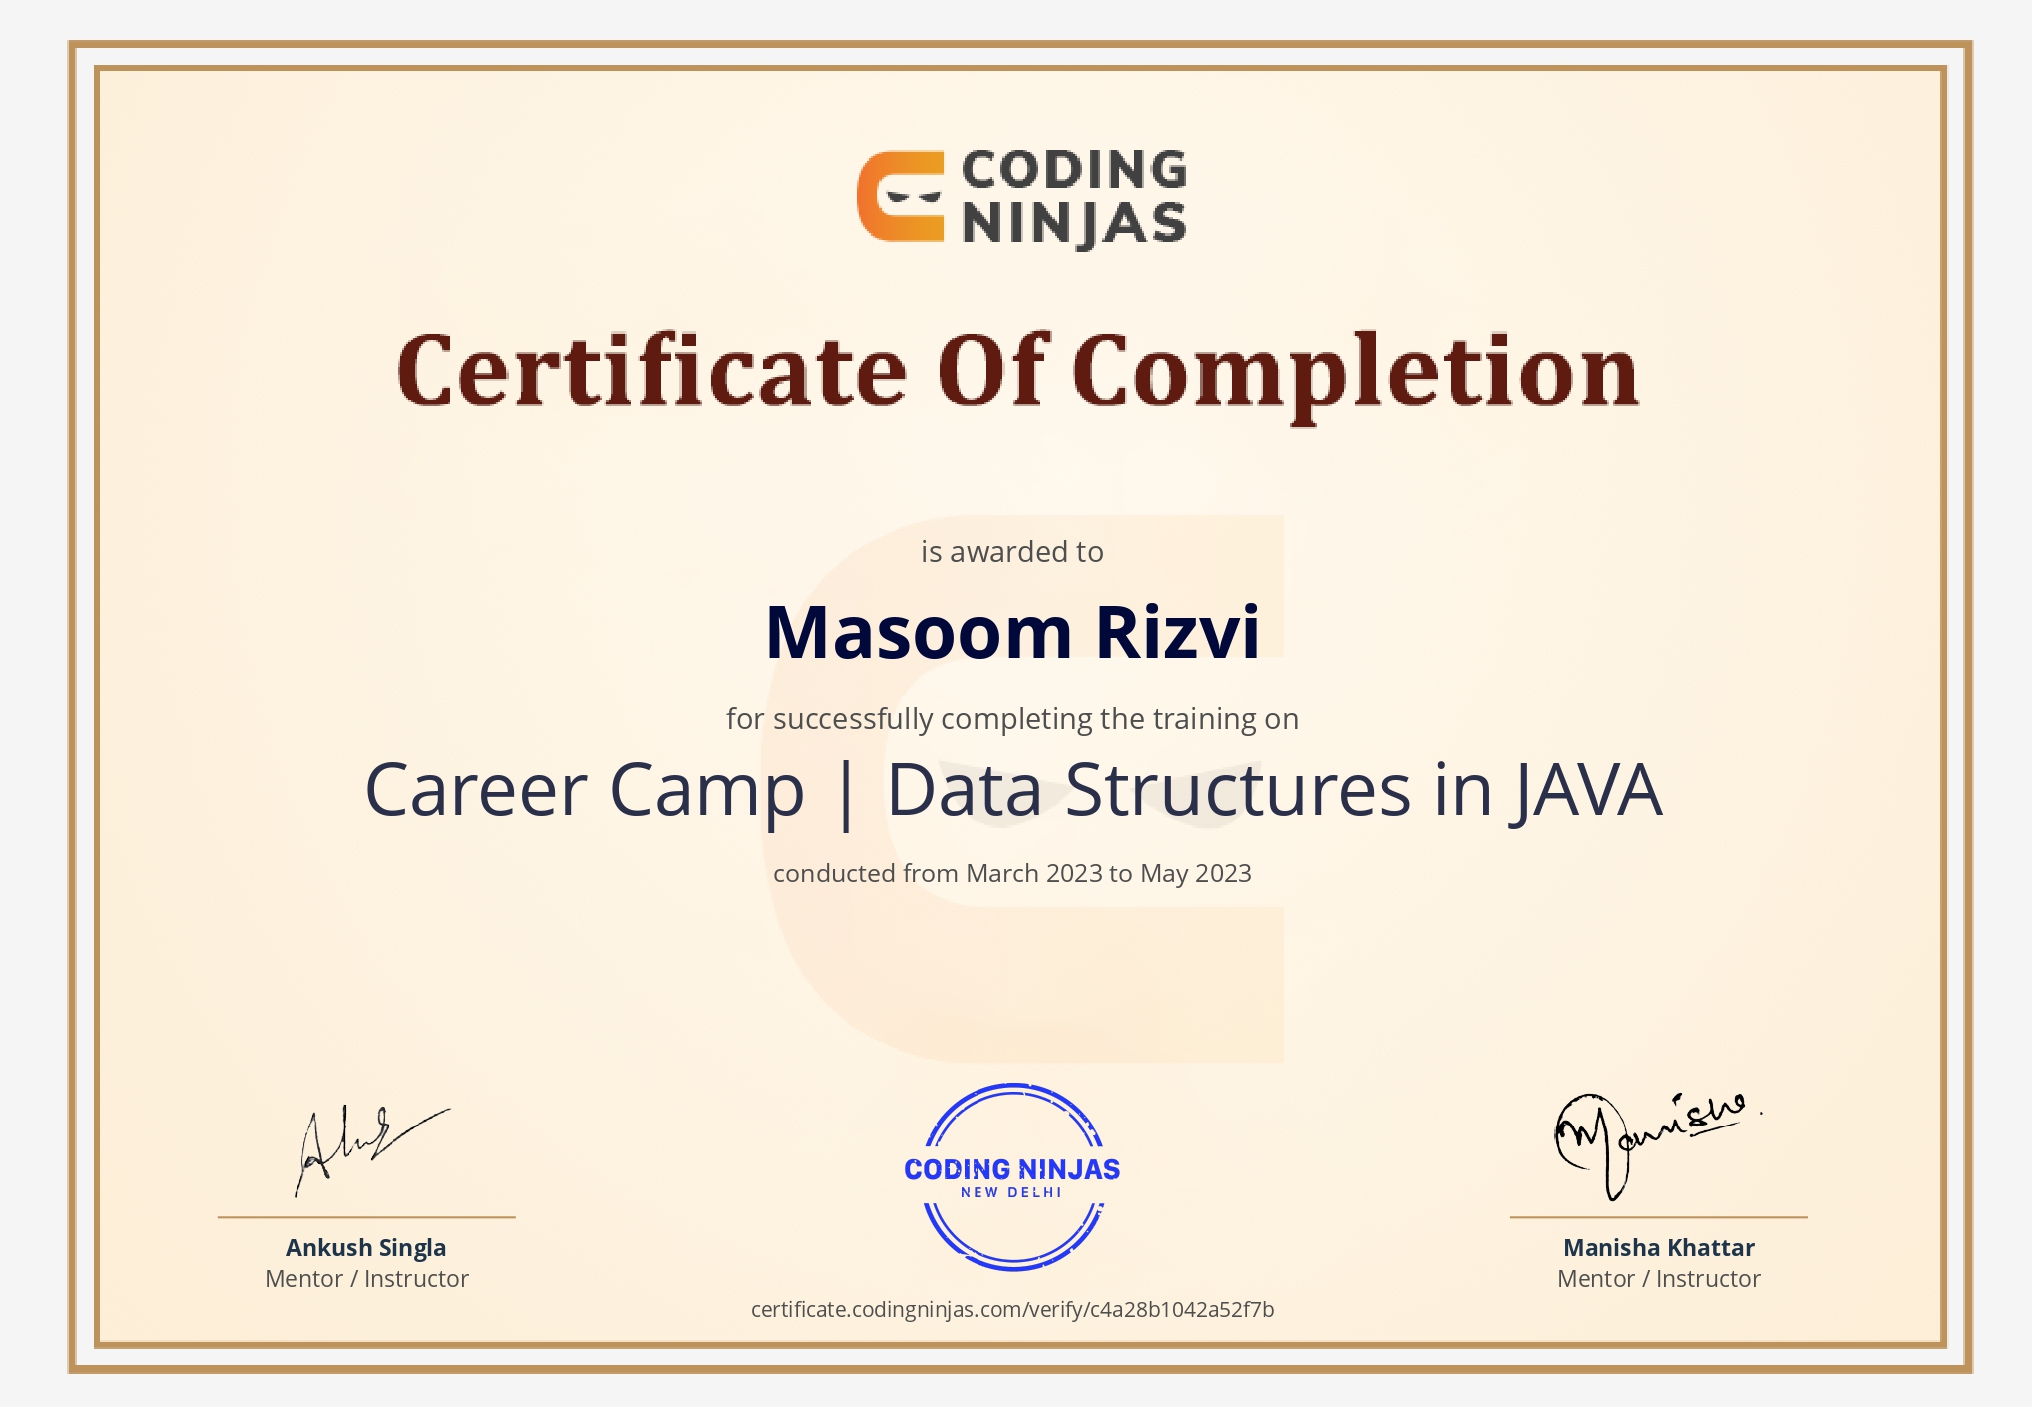 CODING
NINJAS
Certificate Of Completion
is awarded to
Masoom Rizvi
for successfully completing the training on
Career Camp | Data Structures in JAVA
conducted from March 2023 to May 2023
Manisha.
CODING NINJAS
NEW DELHI
Ankush Singla
Mentor / Instructor
Manisha Khattar
Mentor / Instructor
certificate.codingninjas.com/verify/c4a28b1042a52f7b